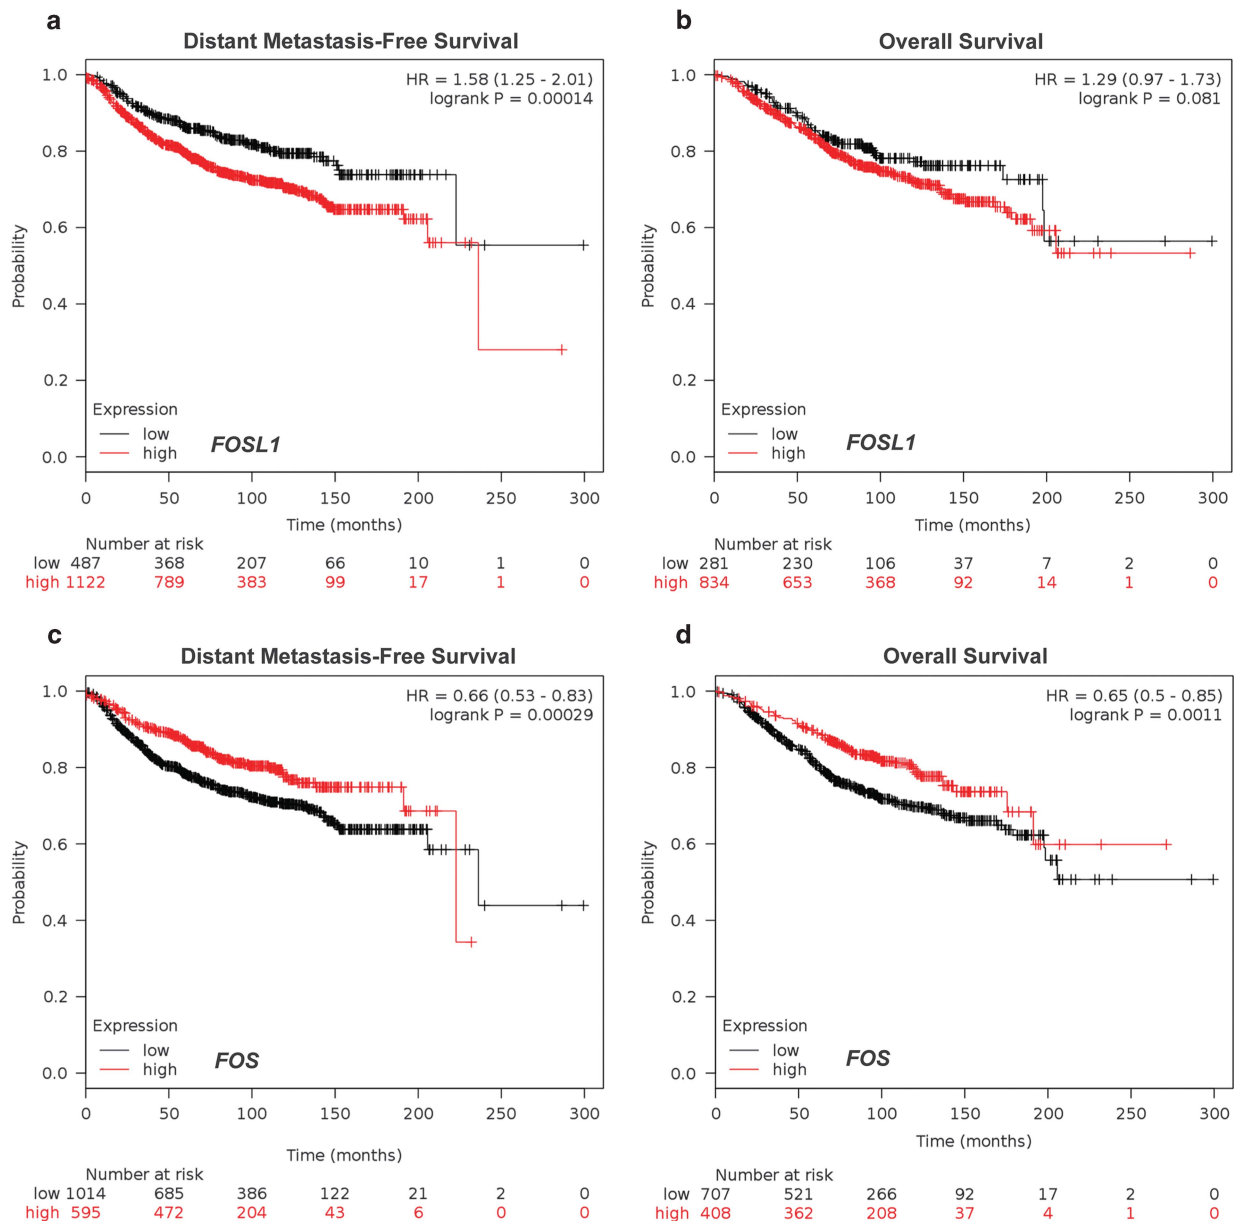 a
Distant Metastasis-Free Survival
HR = 1.58 (1.25 - 2.01)
logrank P = 0.00014
Probability
1.0
0.8
0.6
0.4
0.2
0.0
Expression
low
high
FOSL1
0 50 100 150 200 250 300
Time (months)
Number at risk
low 487 368 207 66 10 1 0
high 1122 789 383 99 17 1 0
b
Overall Survival
HR = 1.29 (0.97 - 1.73)
logrank P = 0.081
Probability
1.0
0.8
0.6
0.4
0.2
0.0
Expression
low
high
FOSL1
0 50 100 150 200 250 300
Time (months)
Number at risk
low 281 230 106 37 7 2 0
high 834 653 368 92 14 1 0
c
Distant Metastasis-Free Survival
HR = 0.66 (0.53 - 0.83)
logrank P = 0.00029
Probability
1.0
0.8
0.6
0.4
0.2
0.0
Expression
low
high
FOS
0 50 100 150 200 250 300
Time (months)
Number at risk
low 1014 685 386 122 21 2 0
high 595 472 204 43 6 0 0
d
Overall Survival
HR = 0.65 (0.5 - 0.85)
logrank P = 0.0011
Probability
1.0
0.8
0.6
0.4
0.2
0.0
Expression
low
high
FOS
0 50 100 150 200 250 300
Time (months)
Number at risk
low 707 521 266 92 17 2 0
high 408 362 208 37 4 1 0